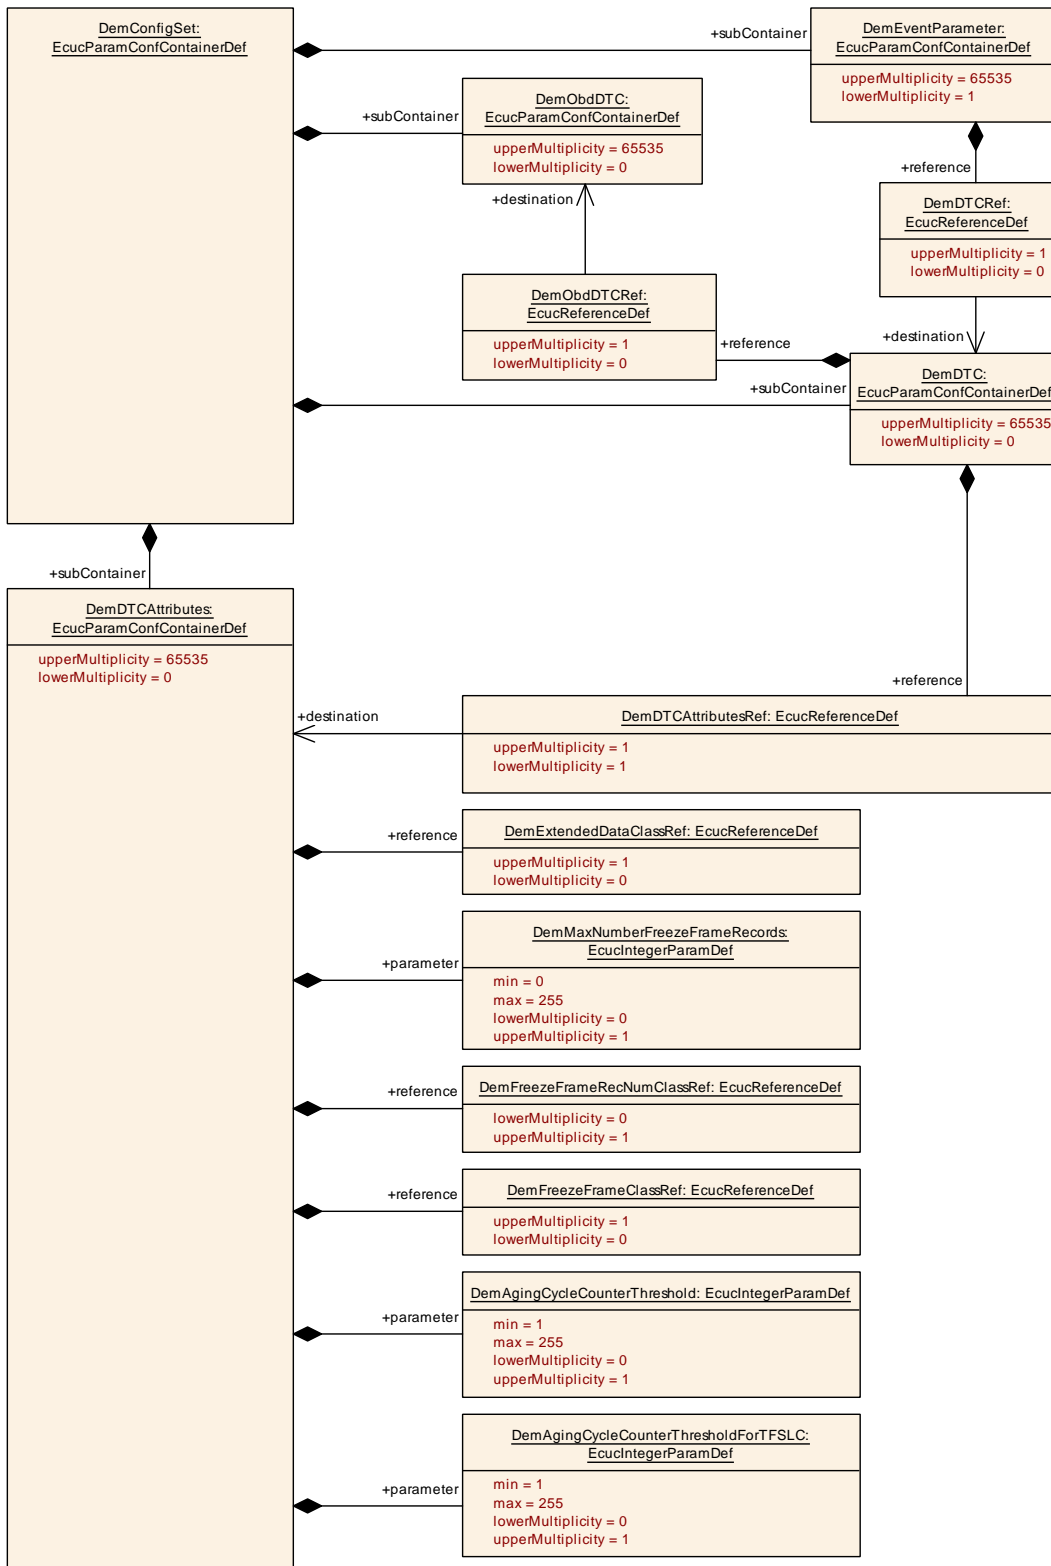 DemConfigSet:
EcucParamConfContainerDef
+subContainer
DemEventParameter:
EcucParamConfContainerDef
upperMultiplicity = 65535
lowerMultiplicity = 1
+subContainer
DemObdDTC:
EcucParamConfContainerDef
upperMultiplicity = 65535
lowerMultiplicity = 0
+reference
+destination
DemDTCRef:
EcucReferenceDef
upperMultiplicity = 1
lowerMultiplicity = 0
DemObdDTCRef:
EcucReferenceDef
upperMultiplicity = 1
lowerMultiplicity = 0
+reference
+destination
DemDTC:
EcucParamConfContainerDef
upperMultiplicity = 65535
lowerMultiplicity = 0
+subContainer
+subContainer
DemDTCAttributes:
EcucParamConfContainerDef
upperMultiplicity = 65535
lowerMultiplicity = 0
+reference
+destination
DemDTCAttributesRef: EcucReferenceDef
upperMultiplicity = 1
lowerMultiplicity = 1
+reference
DemExtendedDataClassRef: EcucReferenceDef
upperMultiplicity = 1
lowerMultiplicity = 0
+parameter
DemMaxNumberFreezeFrameRecords:
EcucIntegerParamDef
min = 0
max = 255
lowerMultiplicity = 0
upperMultiplicity = 1
+reference
DemFreezeFrameRecNumClassRef: EcucReferenceDef
lowerMultiplicity = 0
upperMultiplicity = 1
+reference
DemFreezeFrameClassRef: EcucReferenceDef
upperMultiplicity = 1
lowerMultiplicity = 0
+parameter
DemAgingCycleCounterThreshold: EcucIntegerParamDef
min = 1
max = 255
lowerMultiplicity = 0
upperMultiplicity = 1
+parameter
DemAgingCycleCounterThresholdForTFSLC:
EcucIntegerParamDef
min = 1
max = 255
lowerMultiplicity = 0
upperMultiplicity = 1